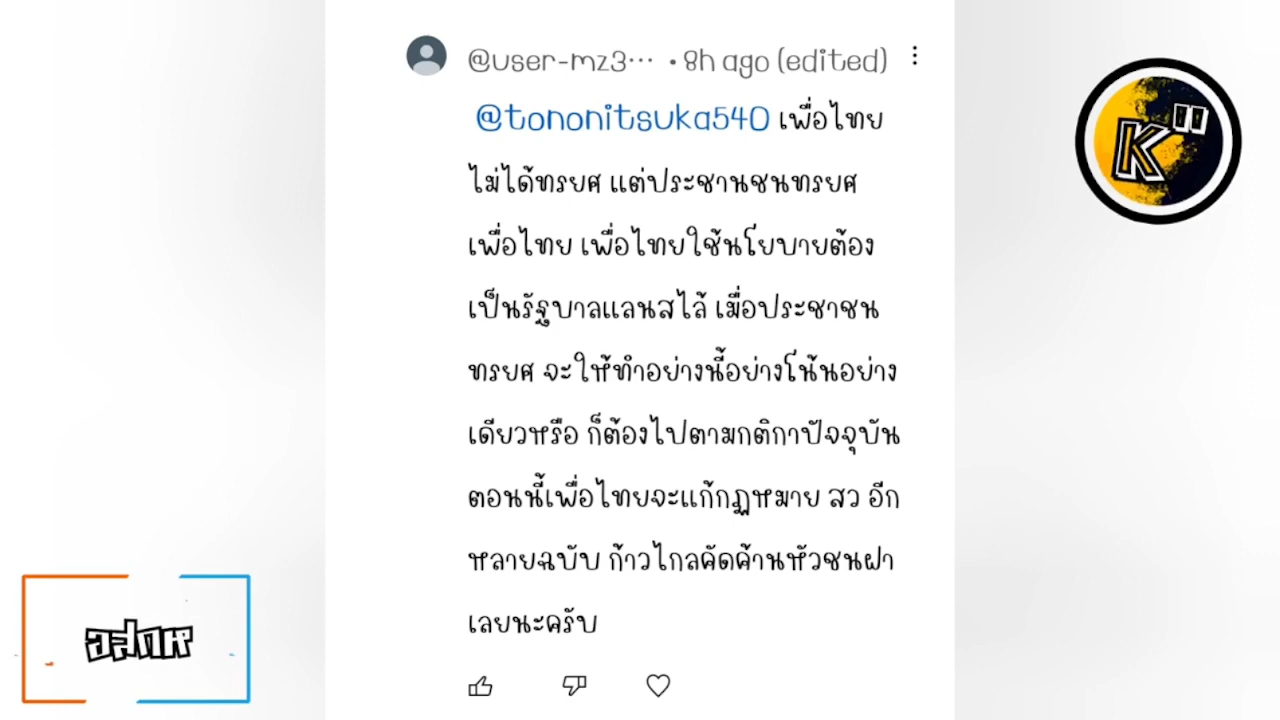 @user-mz3… • 8h ago (edited)
@tononitsuka540 เพื่อไทย
ไม่ได้ทรยศ แต่ประชานชนทรยศ
เพื่อไทย เพื่อไทยใช้นโยบายต้อง
เป็นรัฐบาลแลนสไล้ เมื่อประชาชน
ทรยศ จะให้ทำอย่างนี้อย่างโน้นอย่าง
เดียวหรือ ก็ต้องไปตามกติกาปัจจุบัน
ตอนนี้เพื่อไทยจะแก้กฏหมาย สว อีก
หลายฉบับ ก้าวไกลคัดค้านหัวชนฝา
เลยนะครับ
K"
อสกห